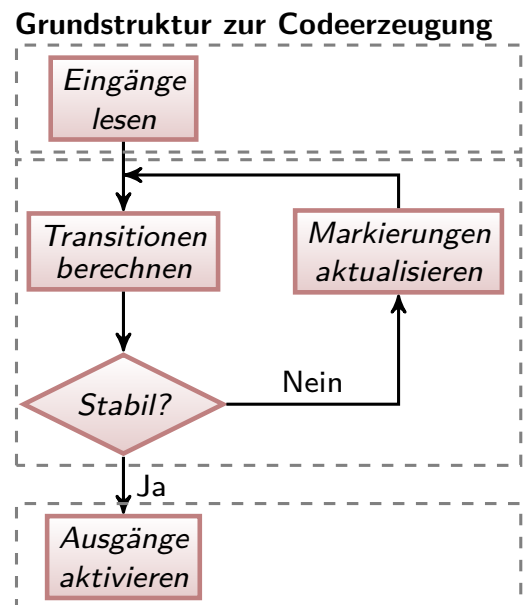 Grundstruktur zur Codeerzeugung
Eingänge
lesen
Transitionen
berechnen
Markierungen
aktualisieren
Stabil?
Nein
Ja
Ausgänge
aktivieren